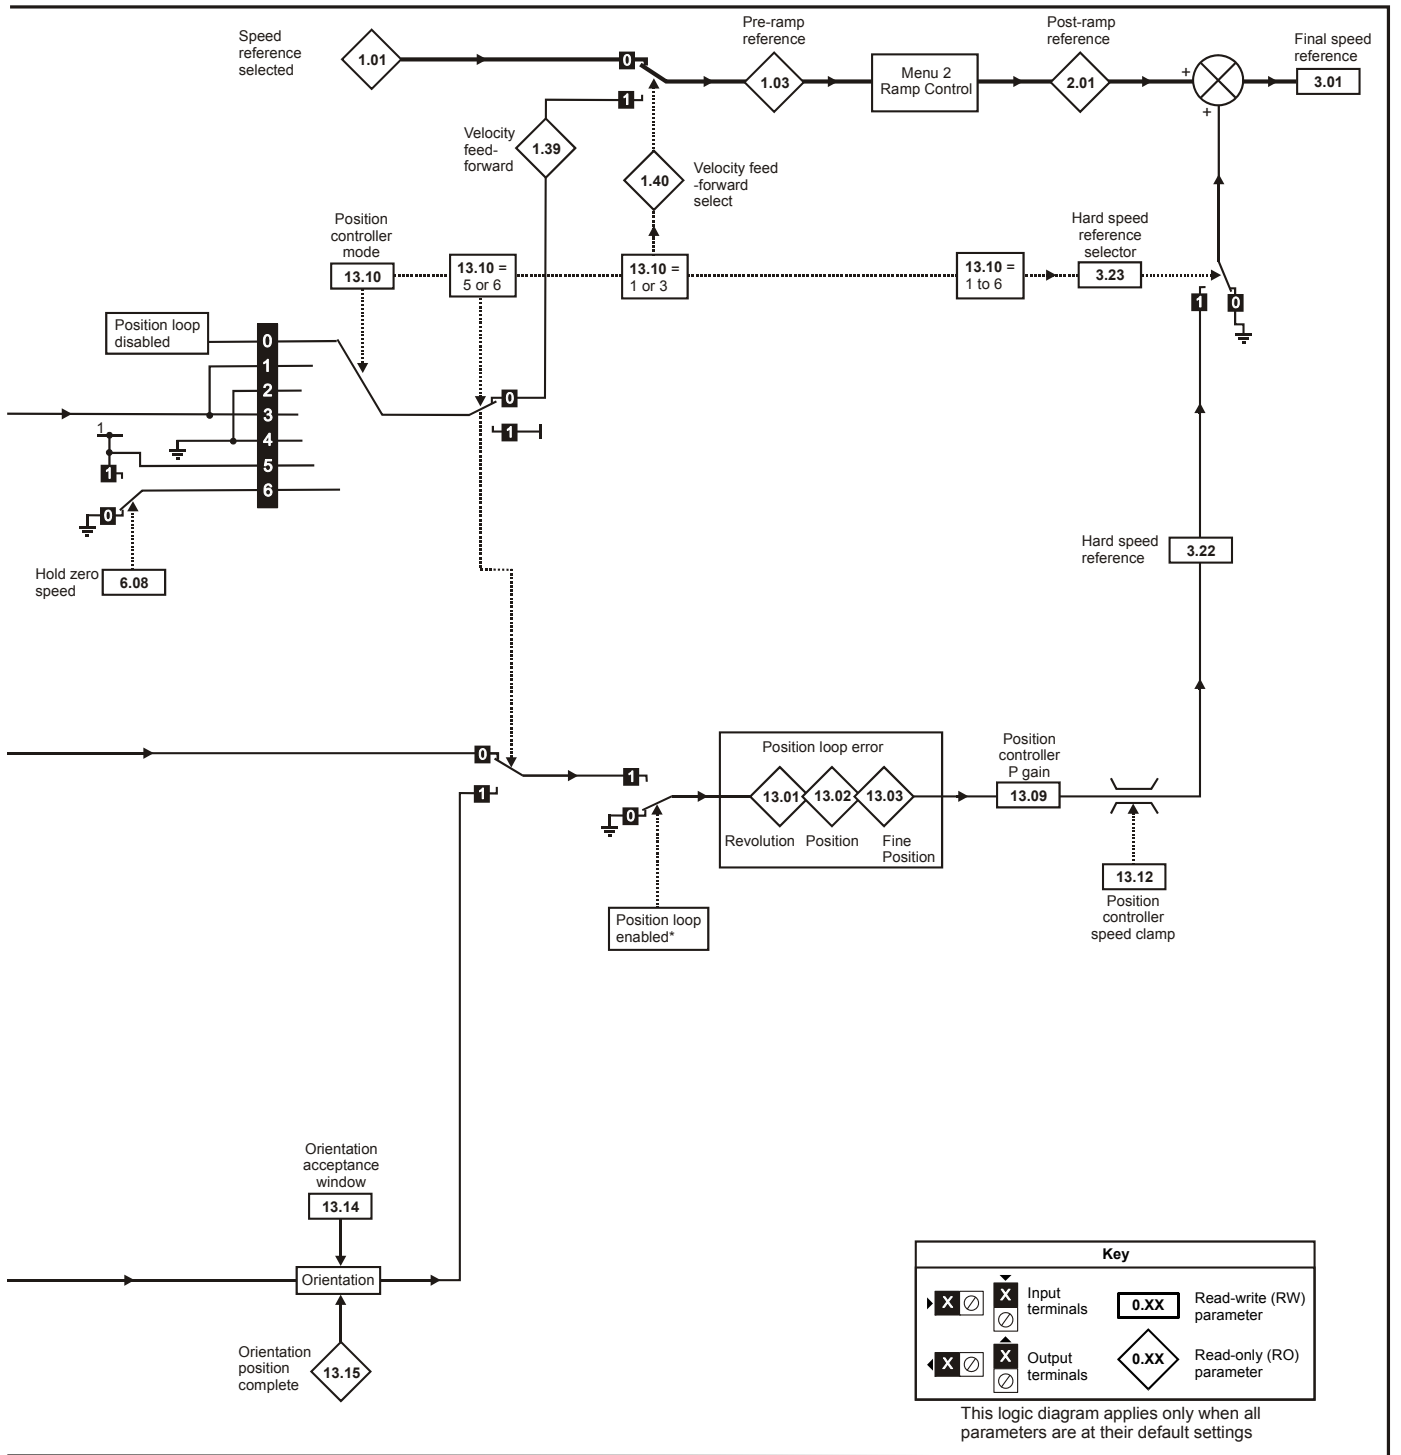 Speed
reference
selected
1.01
0
1
Pre-ramp
reference
1.03
Menu 2
Ramp Control
Post-ramp
reference
2.01
+
+
Final speed
reference
3.01
Velocity
feed-
forward
1.39
1.40
Velocity feed
-forward
select
Position
controller
mode
13.10
13.10 =
5 or 6
13.10 =
1 or 3
13.10 =
1 to 6
Hard speed
reference
selector
3.23
1
0
Position loop
disabled
0
1
2
3
4
5
6
1
1
0
0
1
Hold zero
speed
6.08
Hard speed
reference
3.22
0
1
1
0
Position loop error
13.01
13.02
13.03
Revolution
Position
Fine
Position
Position
controller
P gain
13.09
13.12
Position
controller
speed clamp
Position loop
enabled*
Orientation
acceptance
window
13.14
Orientation
Orientation
position
complete
13.15
Key
X
X
Input
terminals
0.XX
Read-write (RW)
parameter
X
X
Output
terminals
0.XX
Read-only (RO)
parameter
This logic diagram applies only when all
parameters are at their default settings